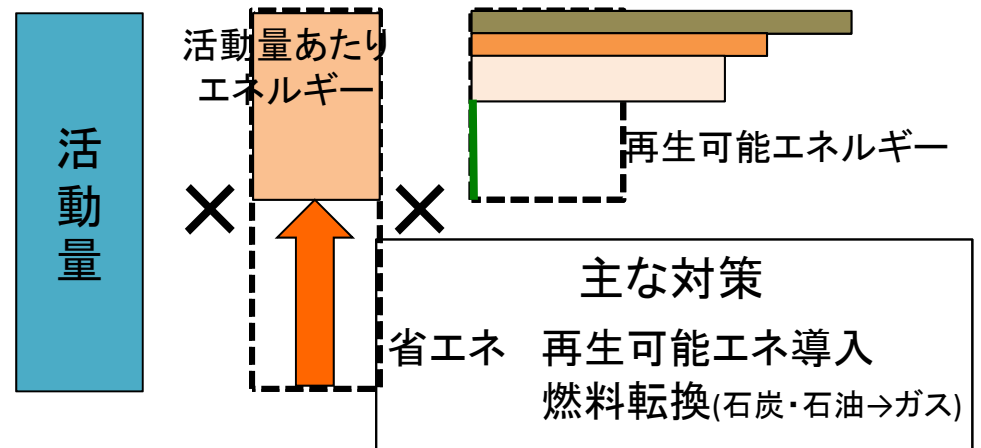 活動量
×
活動量あたり
エネルギー
×
再生可能エネルギー
主な対策
省エネ 再生可能エネ導入
燃料転換(石炭・石油→ガス)